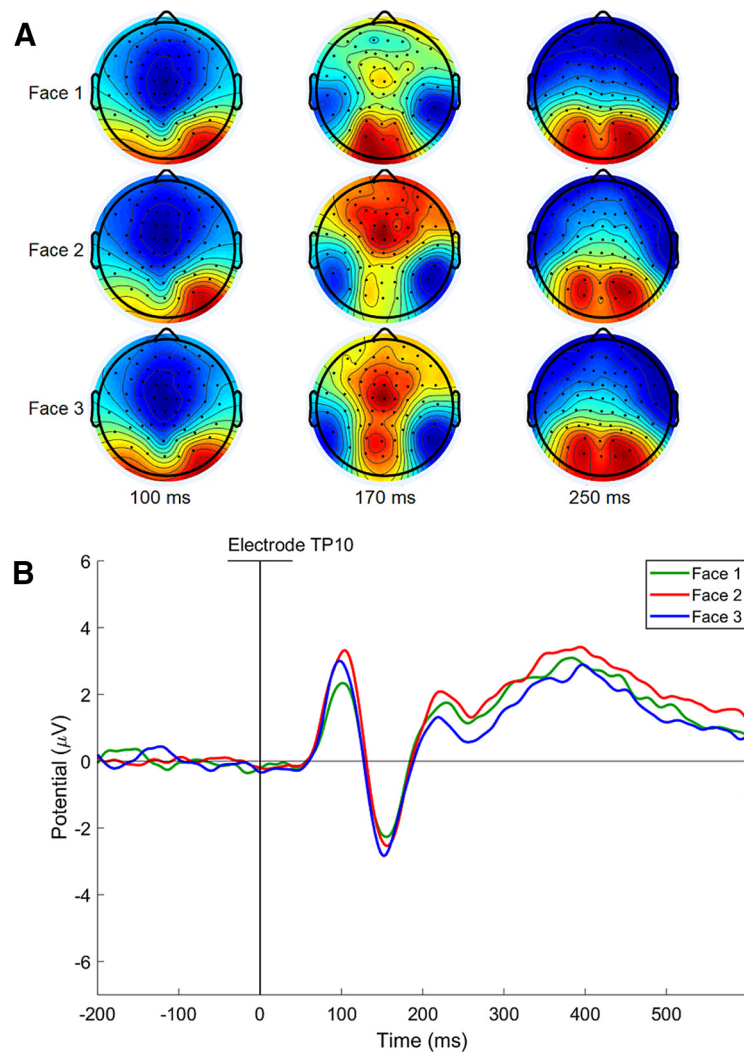 A
Face 1
Face 2
Face 3
100 ms
170 ms
250 ms
B
Electrode TP10
6
4
2
0
-2
-4
-6
Potential (μV)
Face 1
Face 2
Face 3
-200
-100
0
100
200
300
400
500
Time (ms)